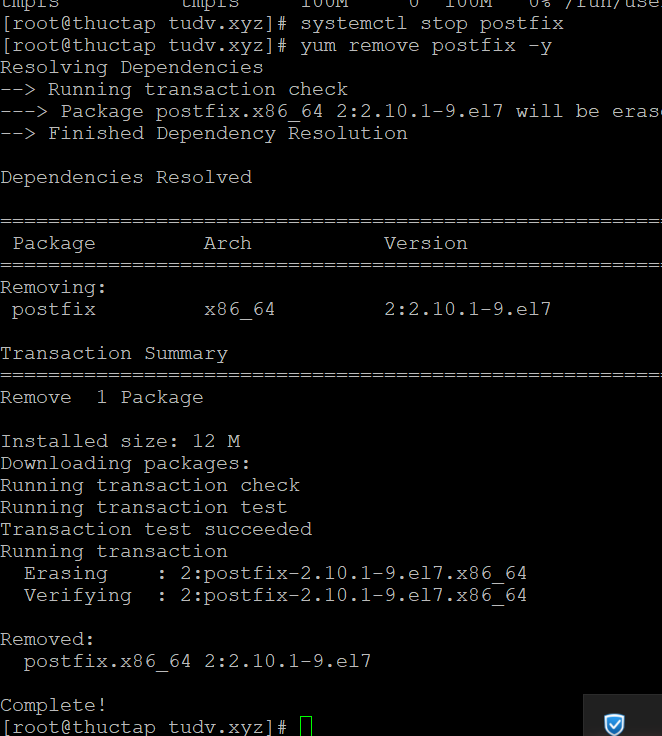 tmpfs tmpfs 100M 0 100M 0% /run/use
[root@thuctap tudv.xyz]# systemctl stop postfix
[root@thuctap tudv.xyz]# yum remove postfix -y
Resolving Dependencies
--> Running transaction check
---> Package postfix.x86_64 2:2.10.1-9.el7 will be eras
--> Finished Dependency Resolution
Dependencies Resolved
=======================================================
Package Arch Version
=======================================================
Removing:
postfix x86_64 2:2.10.1-9.el7
Transaction Summary
=======================================================
Remove 1 Package
Installed size: 12 M
Downloading packages:
Running transaction check
Running transaction test
Transaction test succeeded
Running transaction
Erasing : 2:postfix-2.10.1-9.el7.x86_64
Verifying : 2:postfix-2.10.1-9.el7.x86_64
Removed:
postfix.x86_64 2:2.10.1-9.el7
Complete!
[root@thuctap tudv.xyz]#